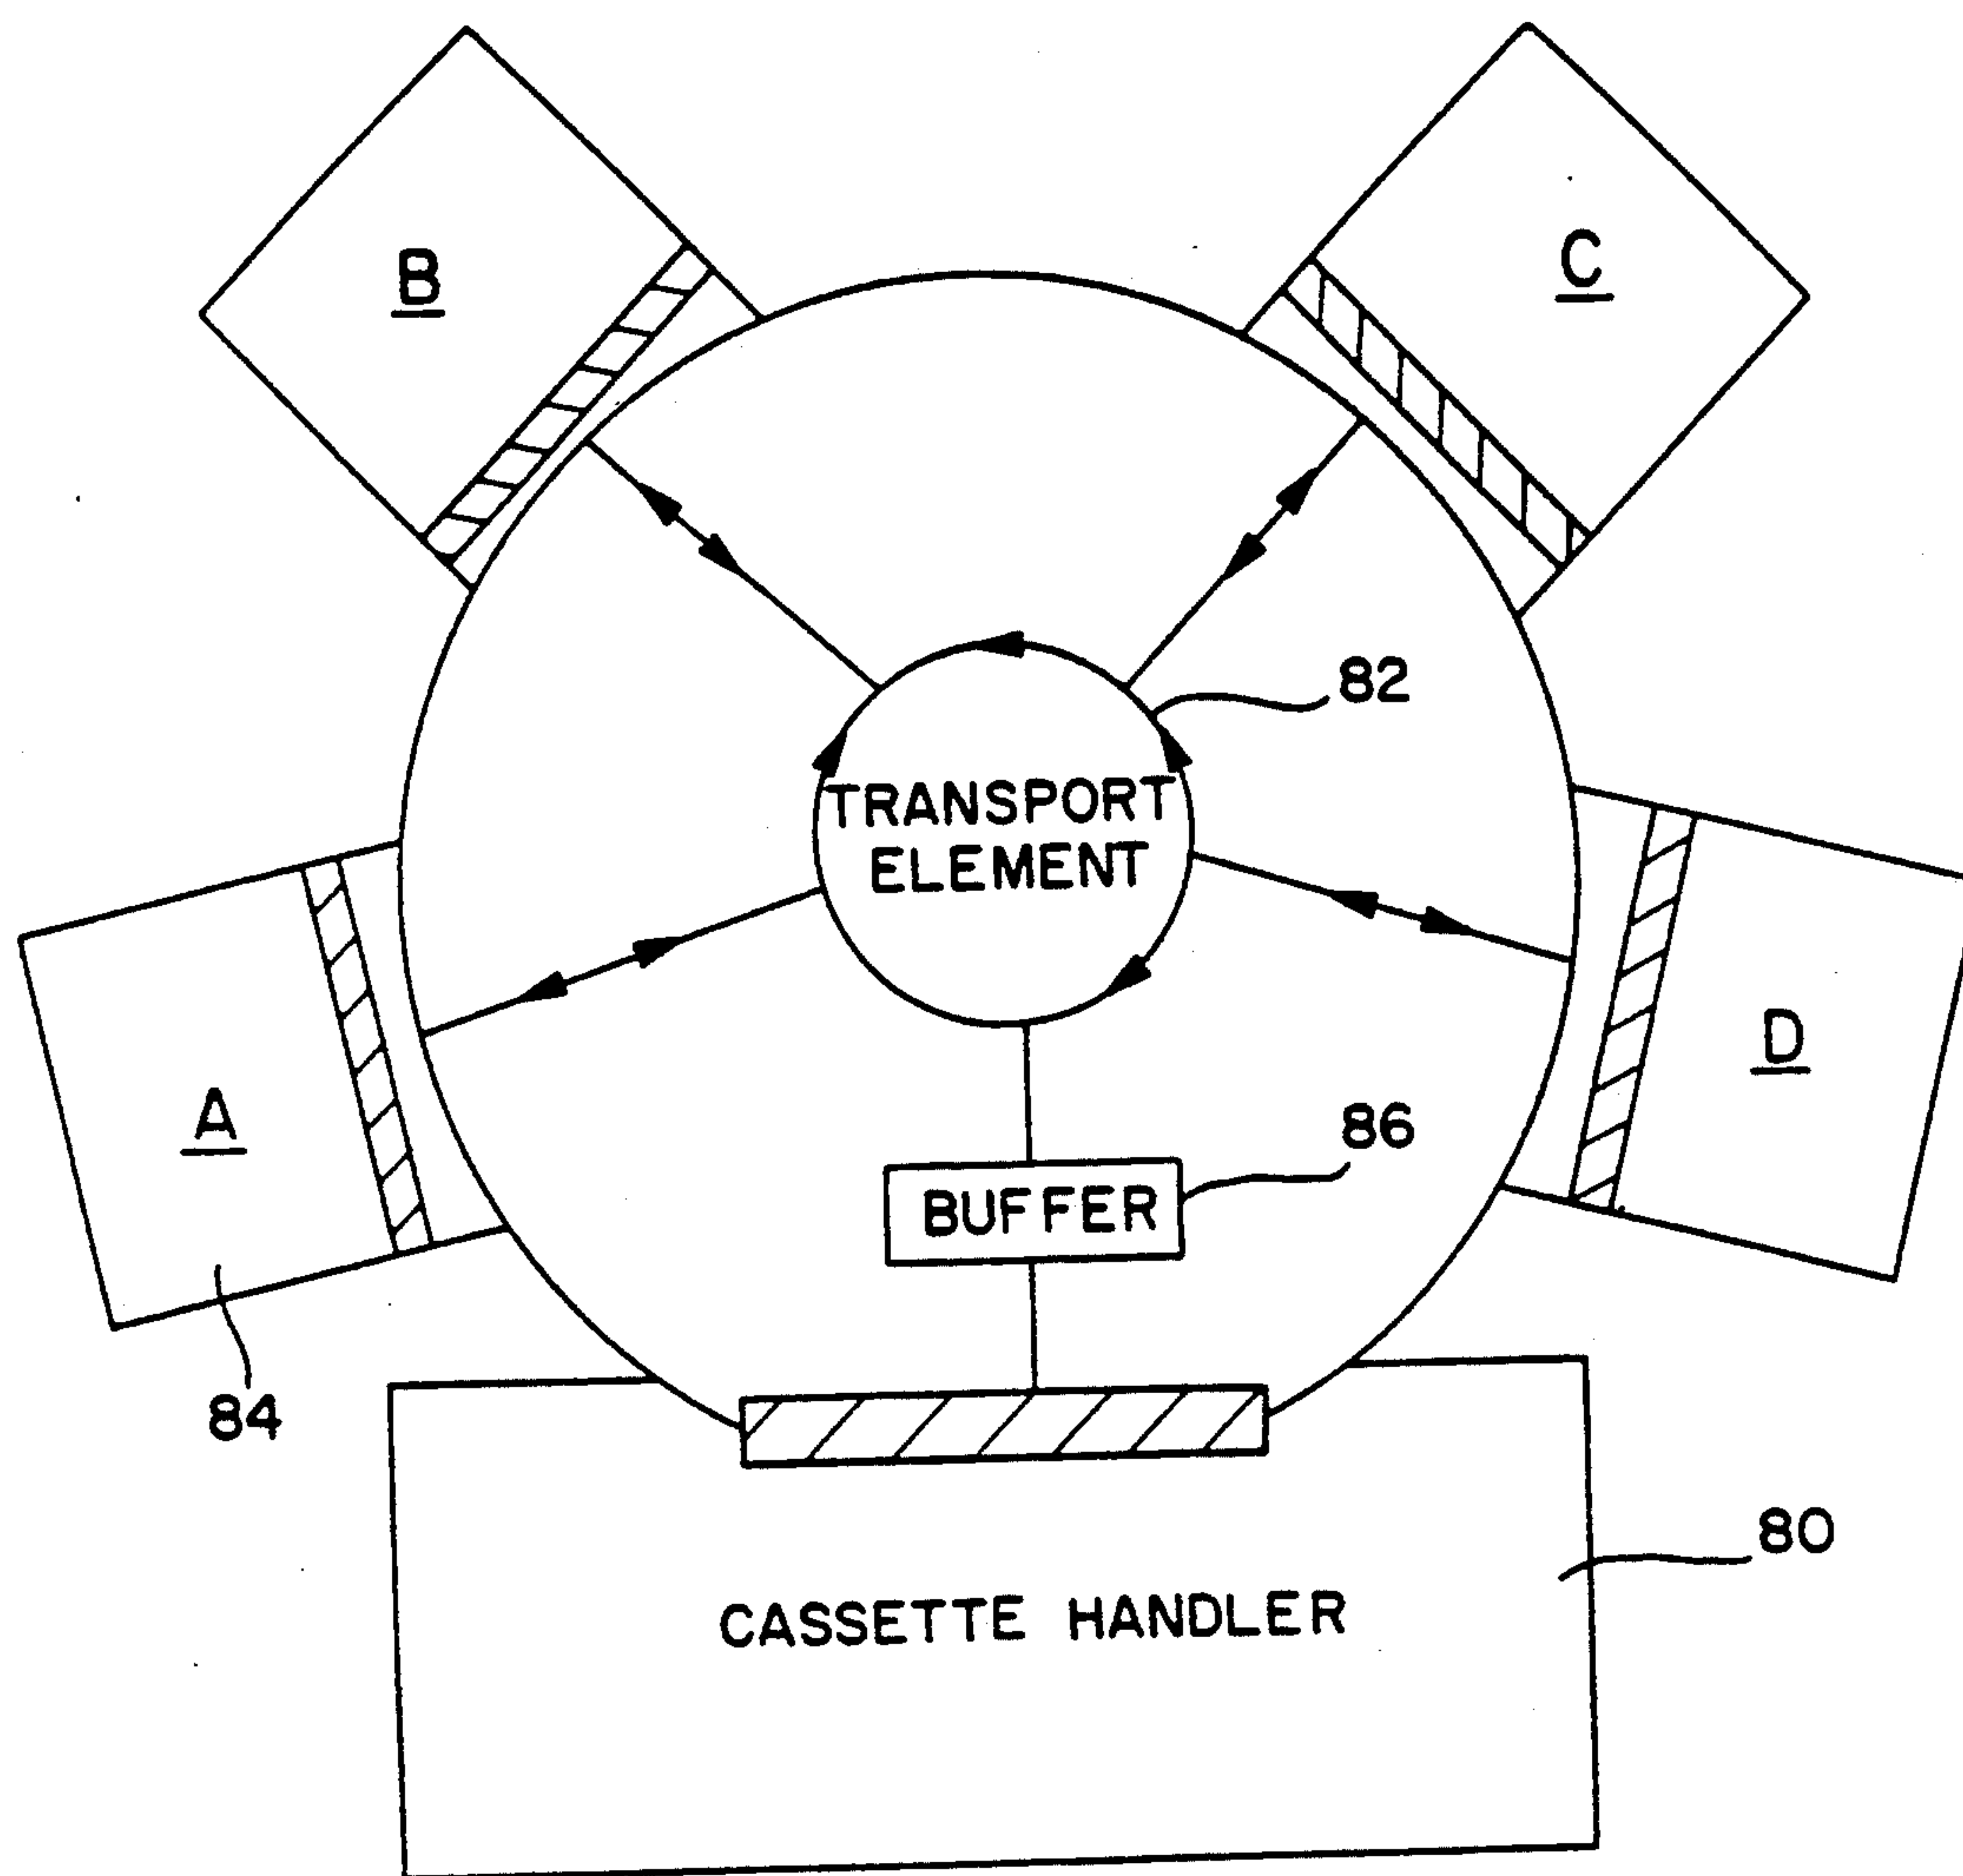 B
C
82
TRANSPORT
ELEMENT
D
A
86
BUFFER
84
80
CASSETTE HANDLER